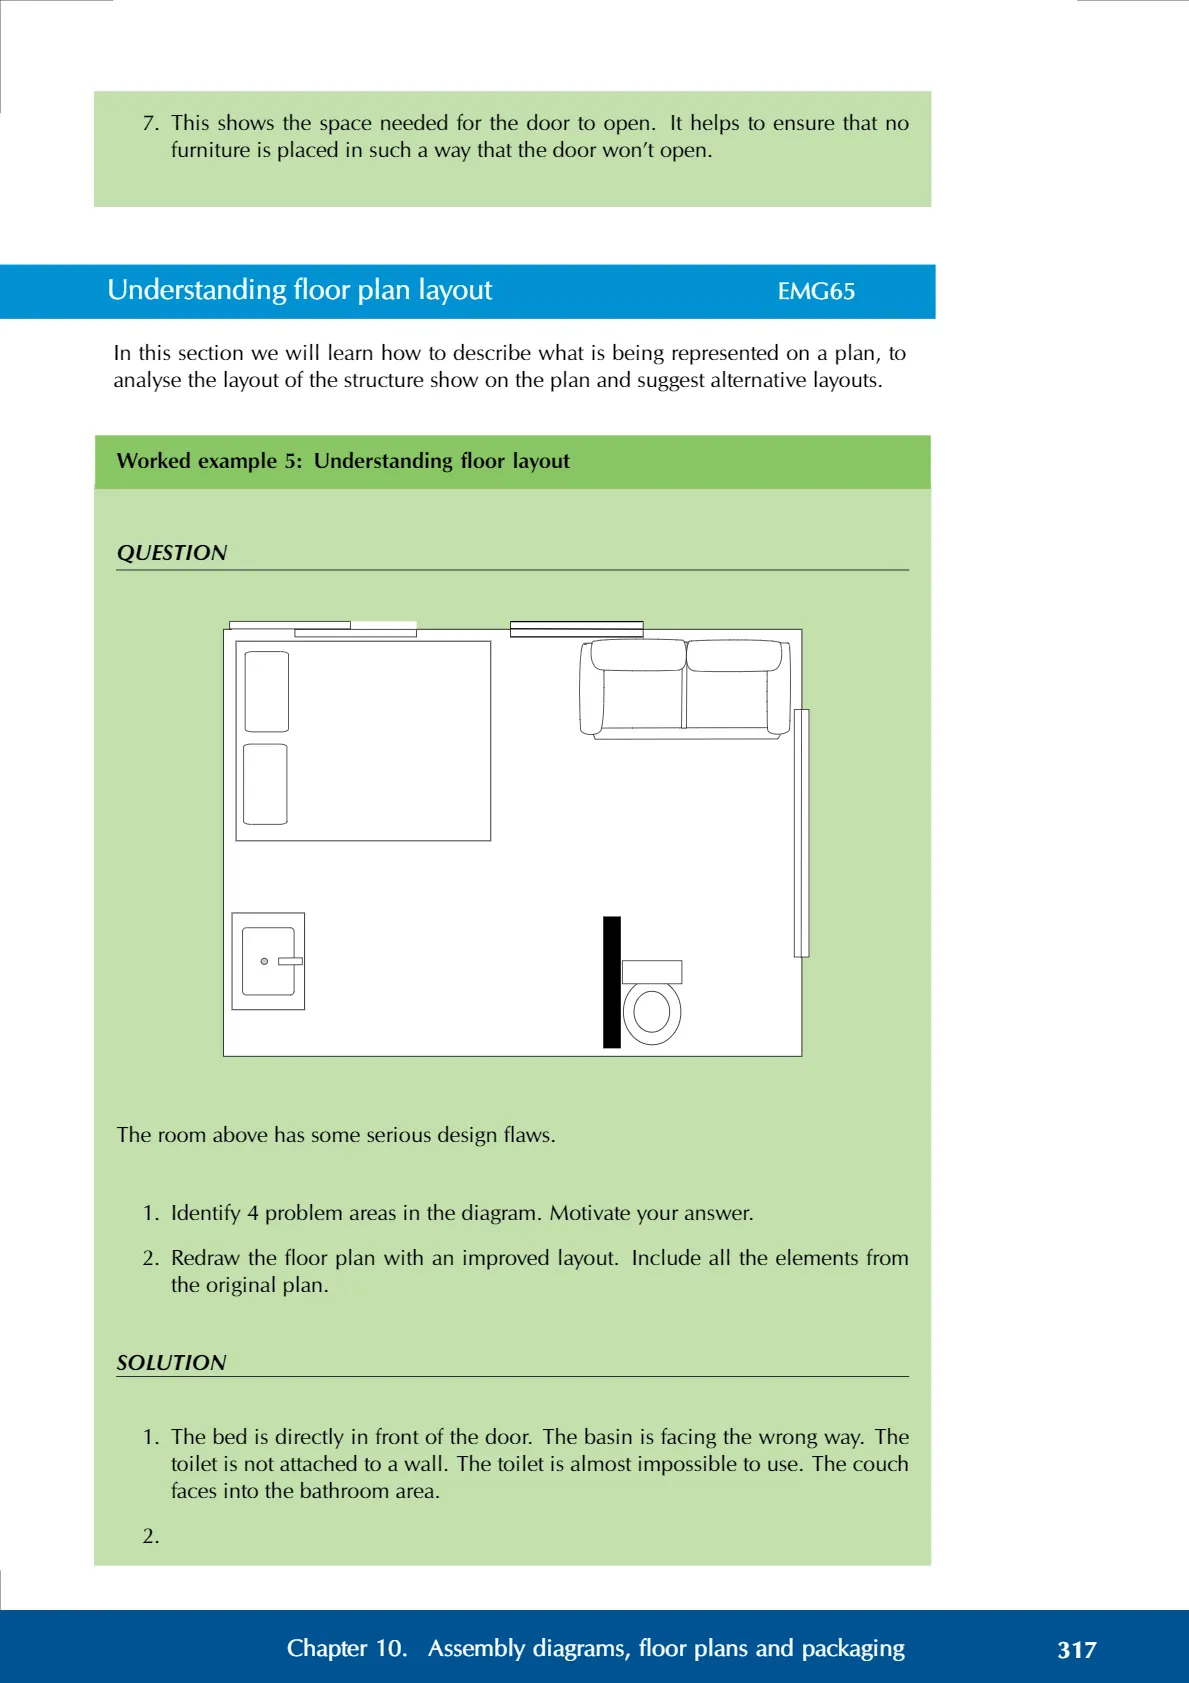 7. This shows the space needed for the door to open. It helps to ensure that no
furniture is placed in such a way that the door won’t open.
Understanding floor plan layout EMG65
In this section we will learn how to describe what is being represented on a plan, to
analyse the layout of the structure show on the plan and suggest alternative layouts.
Worked example 5: Understanding floor layout
QUESTION
The room above has some serious design flaws.
1. Identify 4 problem areas in the diagram. Motivate your answer.
2. Redraw the floor plan with an improved layout. Include all the elements from
the original plan.
SOLUTION
1. The bed is directly in front of the door. The basin is facing the wrong way. The
toilet is not attached to a wall. The toilet is almost impossible to use. The couch
faces into the bathroom area.
2.
Chapter 10. Assembly diagrams, floor plans and packaging 317